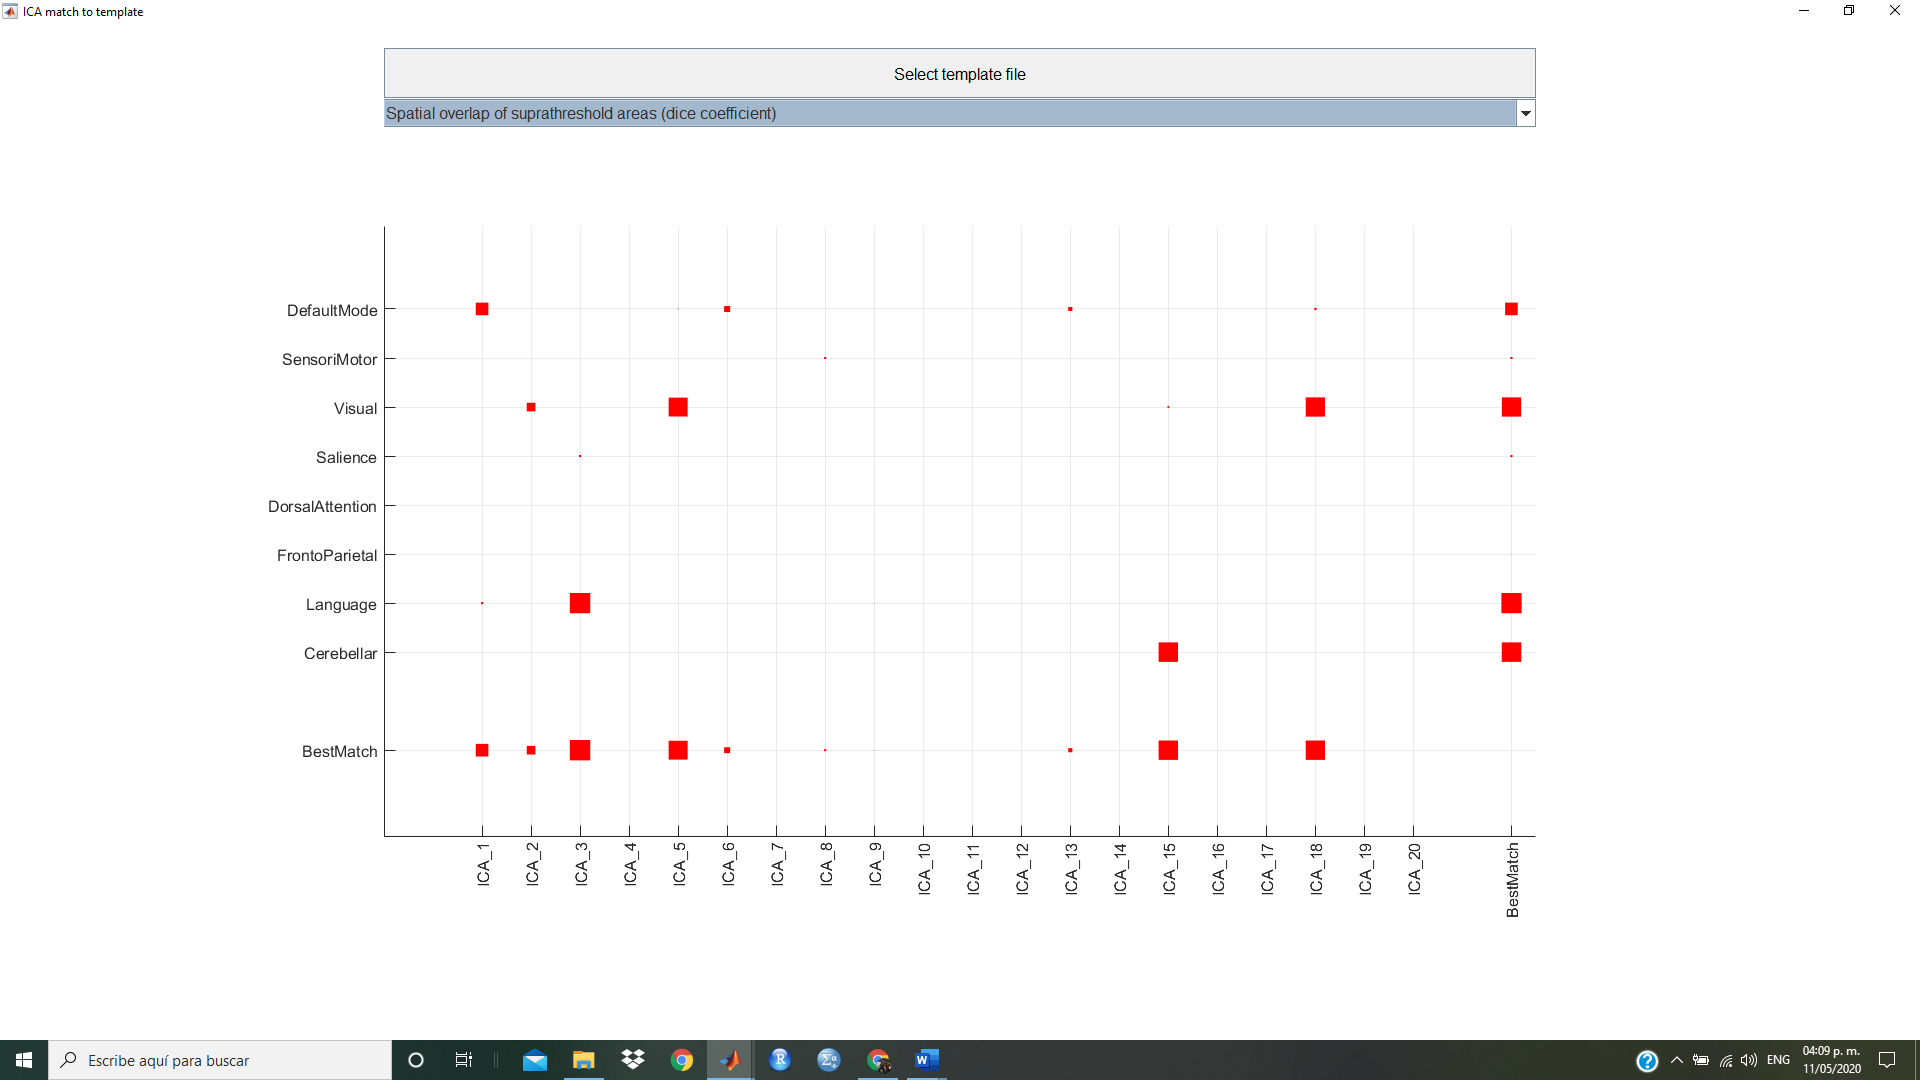 ICA match to template
Select template file
Spatial overlap of suprathreshold areas (dice coefficient)
DefaultMode
SensoriMotor
Visual
Salience
DorsalAttention
FrontoParietal
Language
Cerebellar
BestMatch
ICA_1
ICA_2
ICA_3
ICA_4
ICA_5
ICA_6
ICA_7
ICA_8
ICA_9
ICA_10
ICA_11
ICA_12
ICA_13
ICA_14
ICA_15
ICA_16
ICA_17
ICA_18
ICA_19
ICA_20
BestMatch
Escribe aquí para buscar
R
Σα
W
?
ENG
04:09 p. m.
11/05/2020